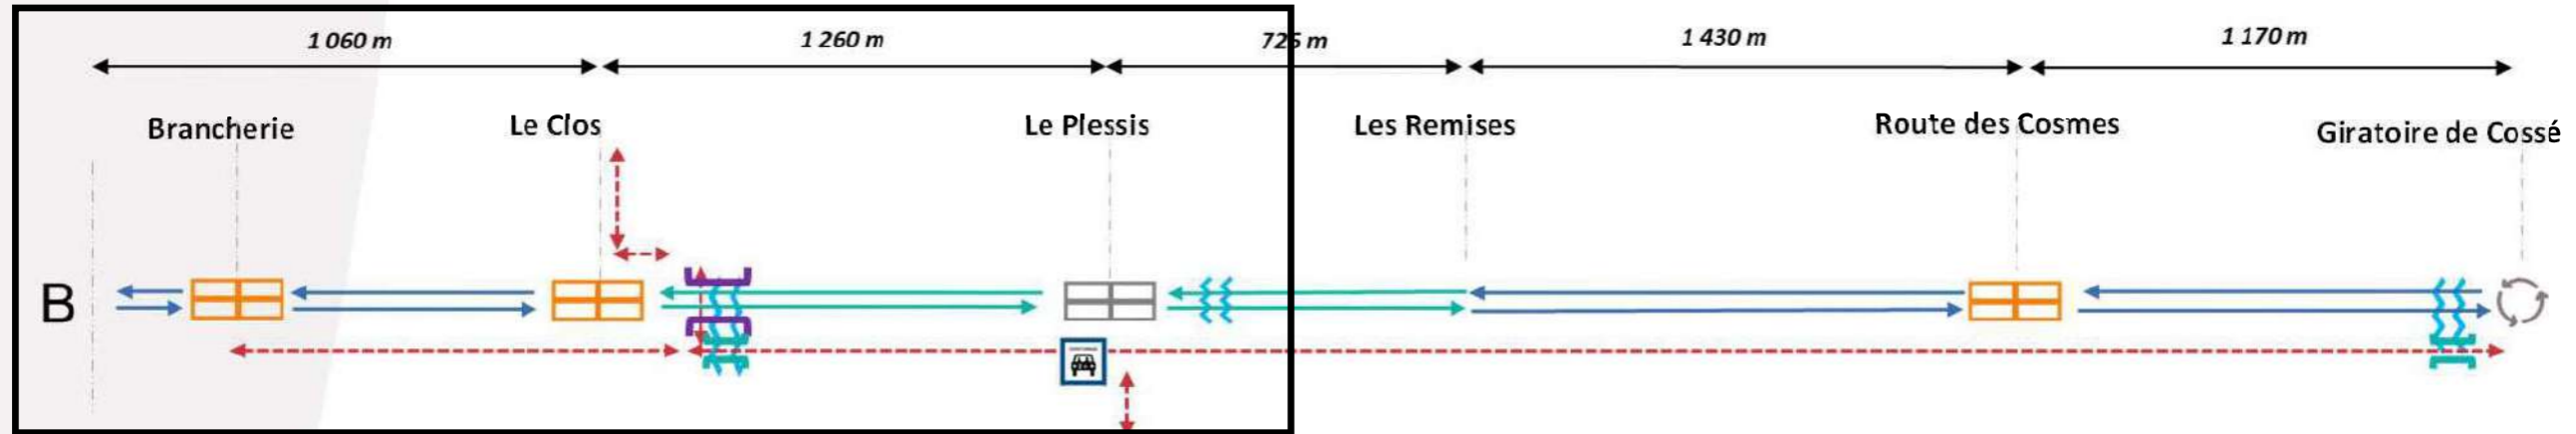 1 060 m
1 260 m
725 m
1 430 m
1 170 m
Brancherie
Le Clos
Le Plessis
Les Remises
Route des Cosmes
Giratoire de Cossé
B